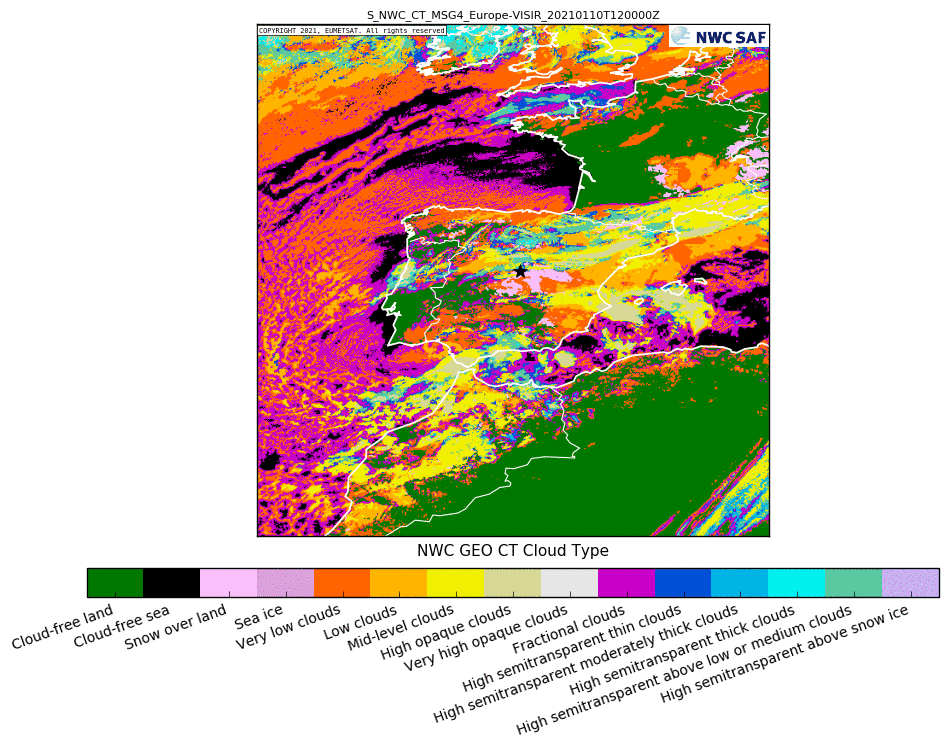 S_NWC_CT_MSG4_Europe-VISIR_20210110T120000Z
COPYRIGHT 2021, EUMETSAT. All rights reserved
NWC SAF
NWC GEO CT Cloud Type
Cloud-free land
Cloud-free sea
Snow over land
Sea ice
Very low clouds
Low clouds
Mid-level clouds
High opaque clouds
Very high opaque clouds
Fractional clouds
High semitransparent thin clouds
High semitransparent moderately thick clouds
High semitransparent thick clouds
High semitransparent above low or medium clouds
High semitransparent above snow ice